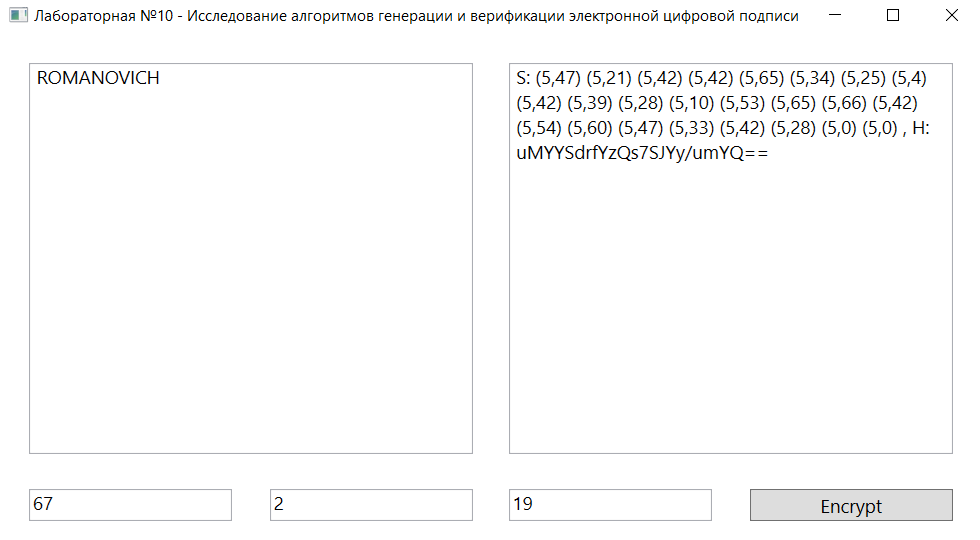 Лабораторная №10 - Исследование алгоритмов генерации и верификации электронной цифровой подписи
ROMANOVICH
S: (5,47) (5,21) (5,42) (5,42) (5,65) (5,34) (5,25) (5,4)
(5,42) (5,39) (5,28) (5,10) (5,53) (5,65) (5,66) (5,42)
(5,54) (5,60) (5,47) (5,33) (5,42) (5,28) (5,0) (5,0) , H:
uMYYSdrfYzQs7SJYy/umYQ==
67
2
19
Encrypt